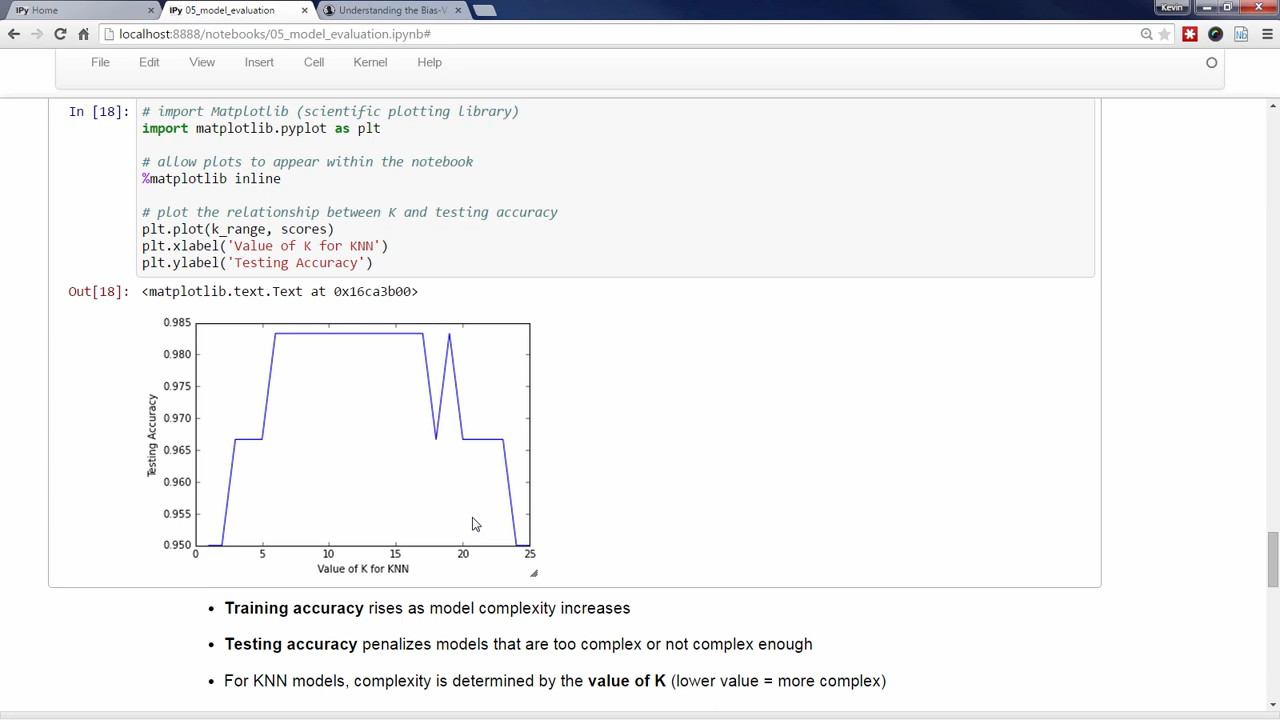 IPy Home
IPy 05_model_evaluation
Understanding the Bias-V
Kevin
localhost:8888/notebooks/05_model_evaluation.ipynb#
File Edit View Insert Cell Kernel Help
In [18]:
# import Matplotlib (scientific plotting library)
import matplotlib.pyplot as plt
# allow plots to appear within the notebook
%matplotlib inline
# plot the relationship between K and testing accuracy
plt.plot(k_range, scores)
plt.xlabel('Value of K for KNN')
plt.ylabel('Testing Accuracy')
Out[18]: <matplotlib.text.Text at 0x16ca3b00>
0.985
0.980
0.975
0.970
0.965
0.960
0.955
0.950
Testing Accuracy
0 5 10 15 20 25
Value of K for KNN
• Training accuracy rises as model complexity increases
• Testing accuracy penalizes models that are too complex or not complex enough
• For KNN models, complexity is determined by the value of K (lower value = more complex)